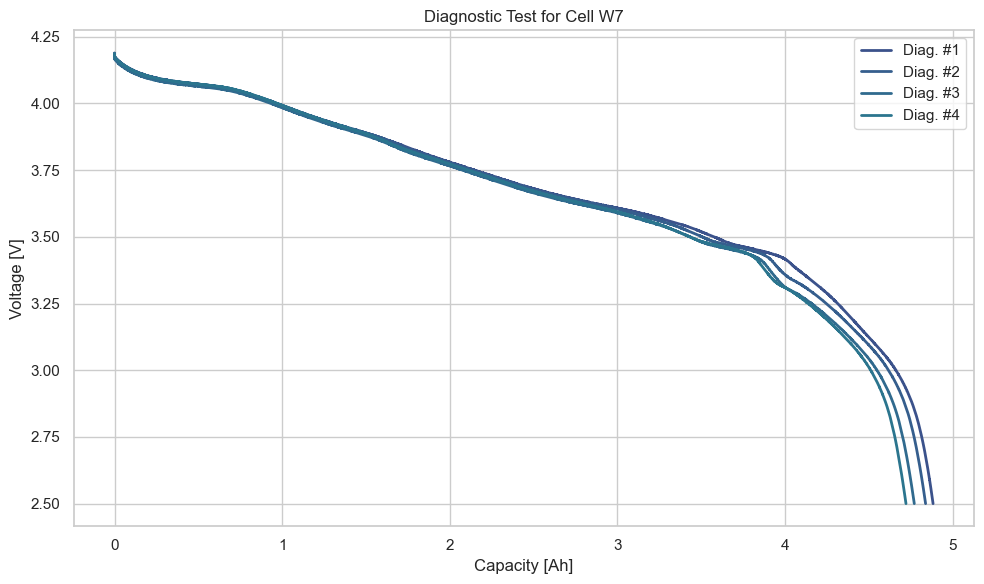 Diagnostic Test for Cell W7
4.25
4.00
3.75
3.50
3.25
3.00
2.75
2.50
Voltage [V]
Diag. #1
Diag. #2
Diag. #3
Diag. #4
0 1 2 3 4 5
Capacity [Ah]